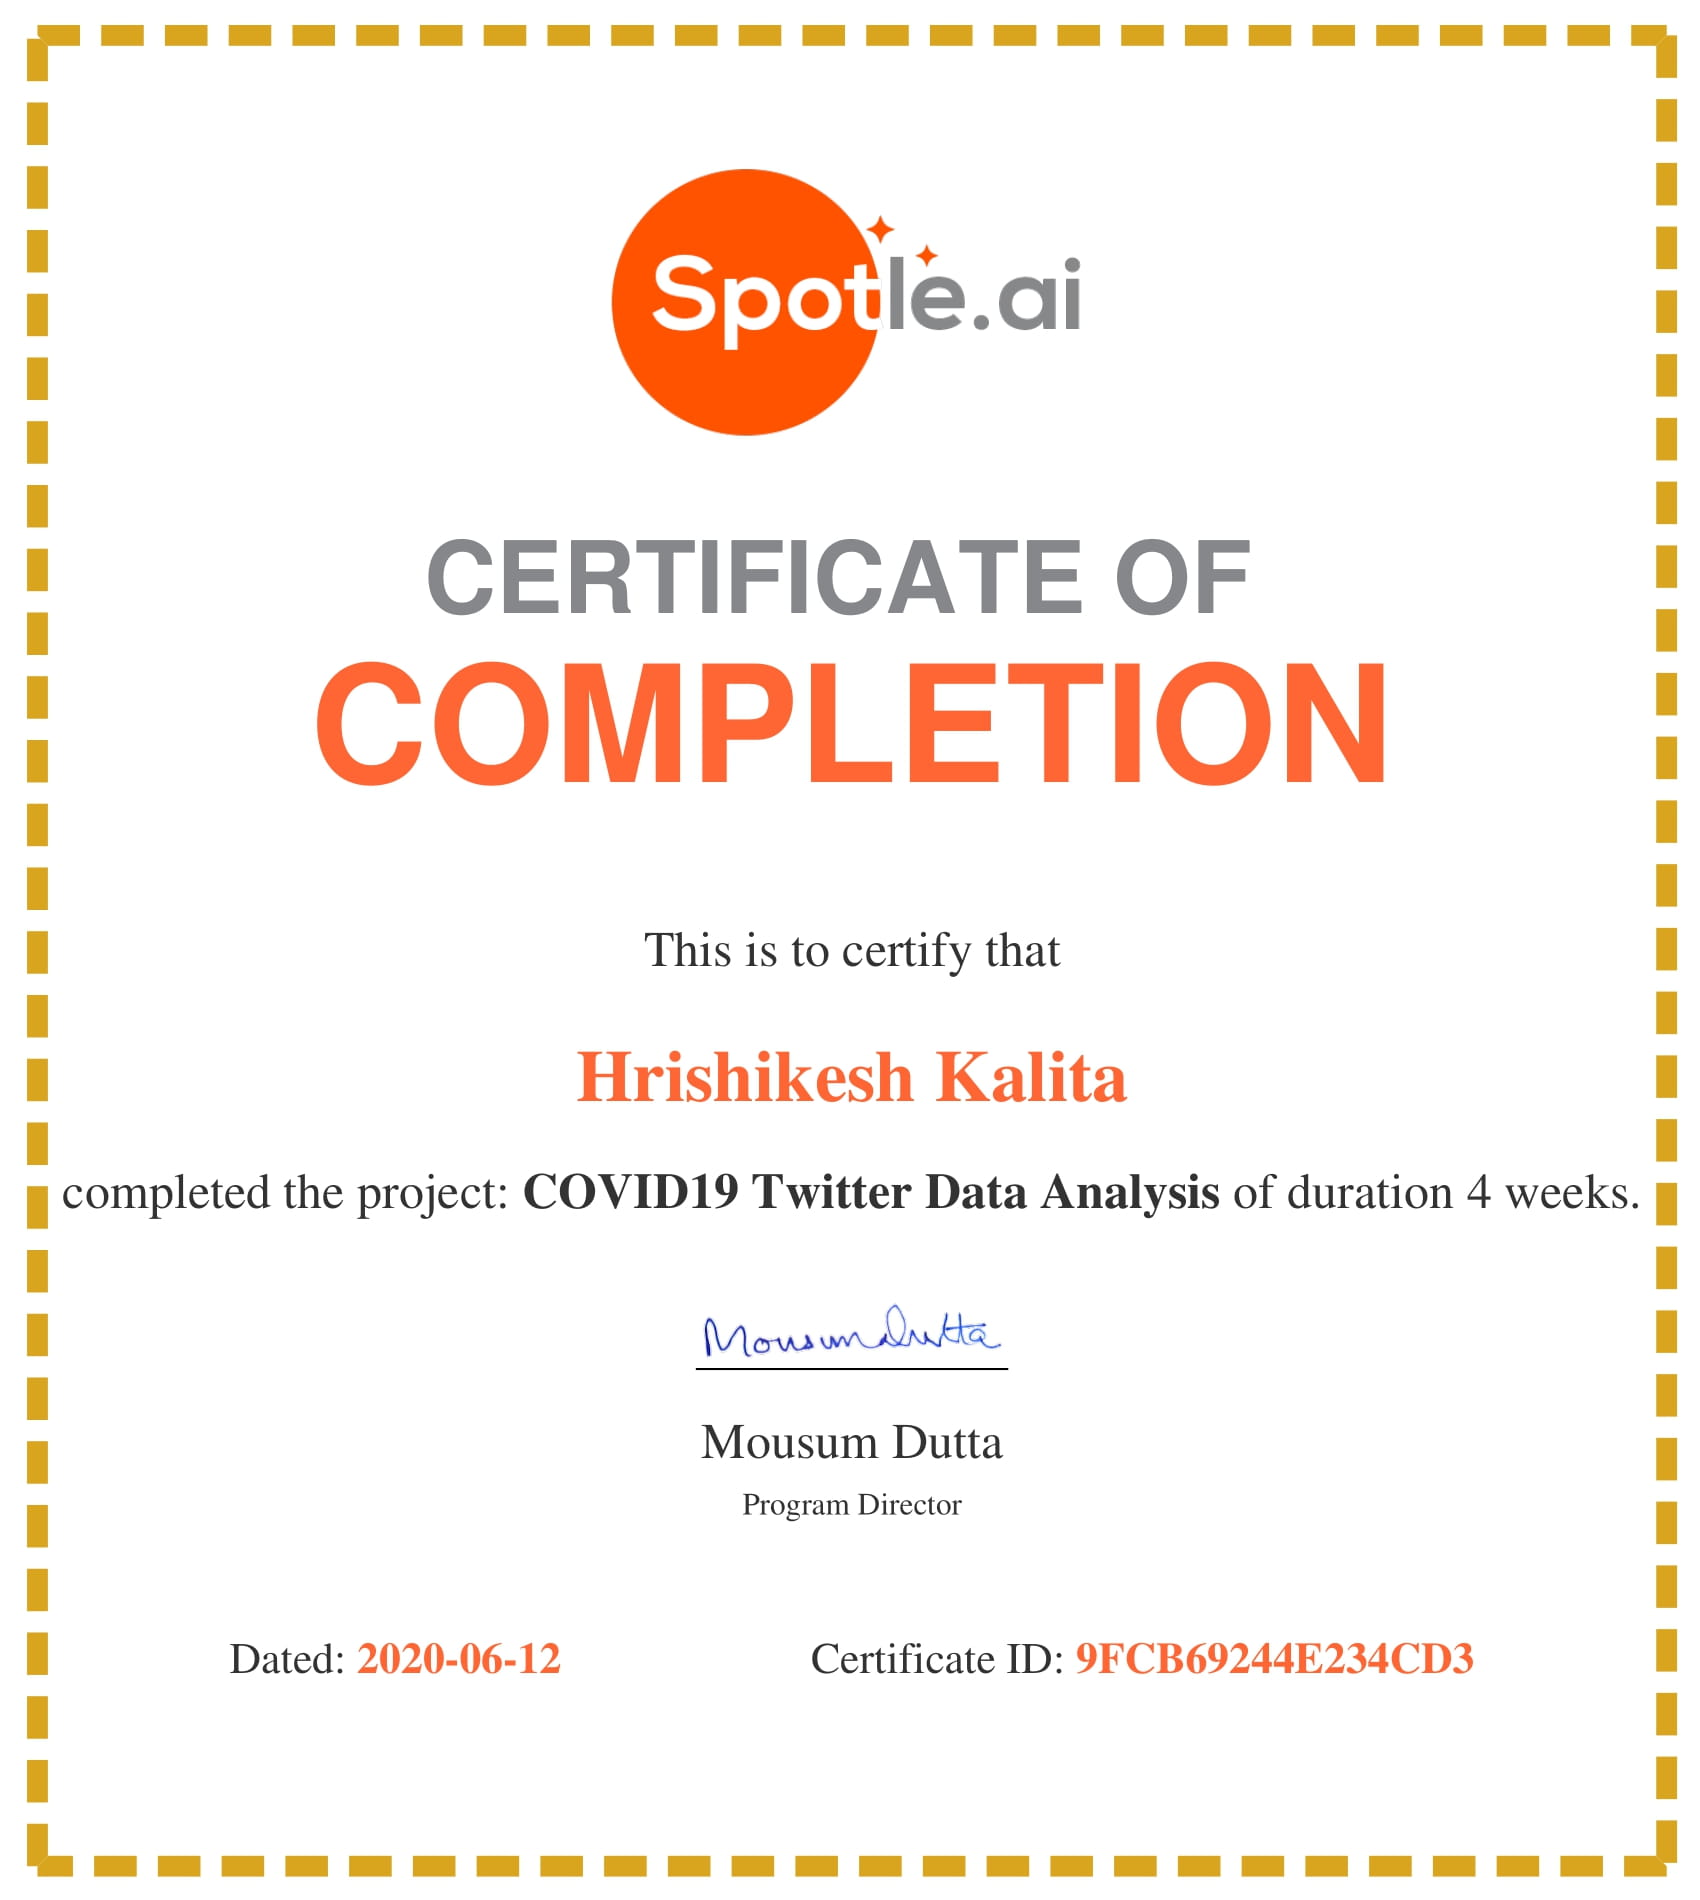 Spotle.ai
CERTIFICATE OF
COMPLETION
This is to certify that
Hrishikesh Kalita
completed the project: COVID19 Twitter Data Analysis of duration 4 weeks.
Mousum Dutta
Mousum Dutta
Program Director
Dated: 2020-06-12 Certificate ID: 9FCB69244E234CD3